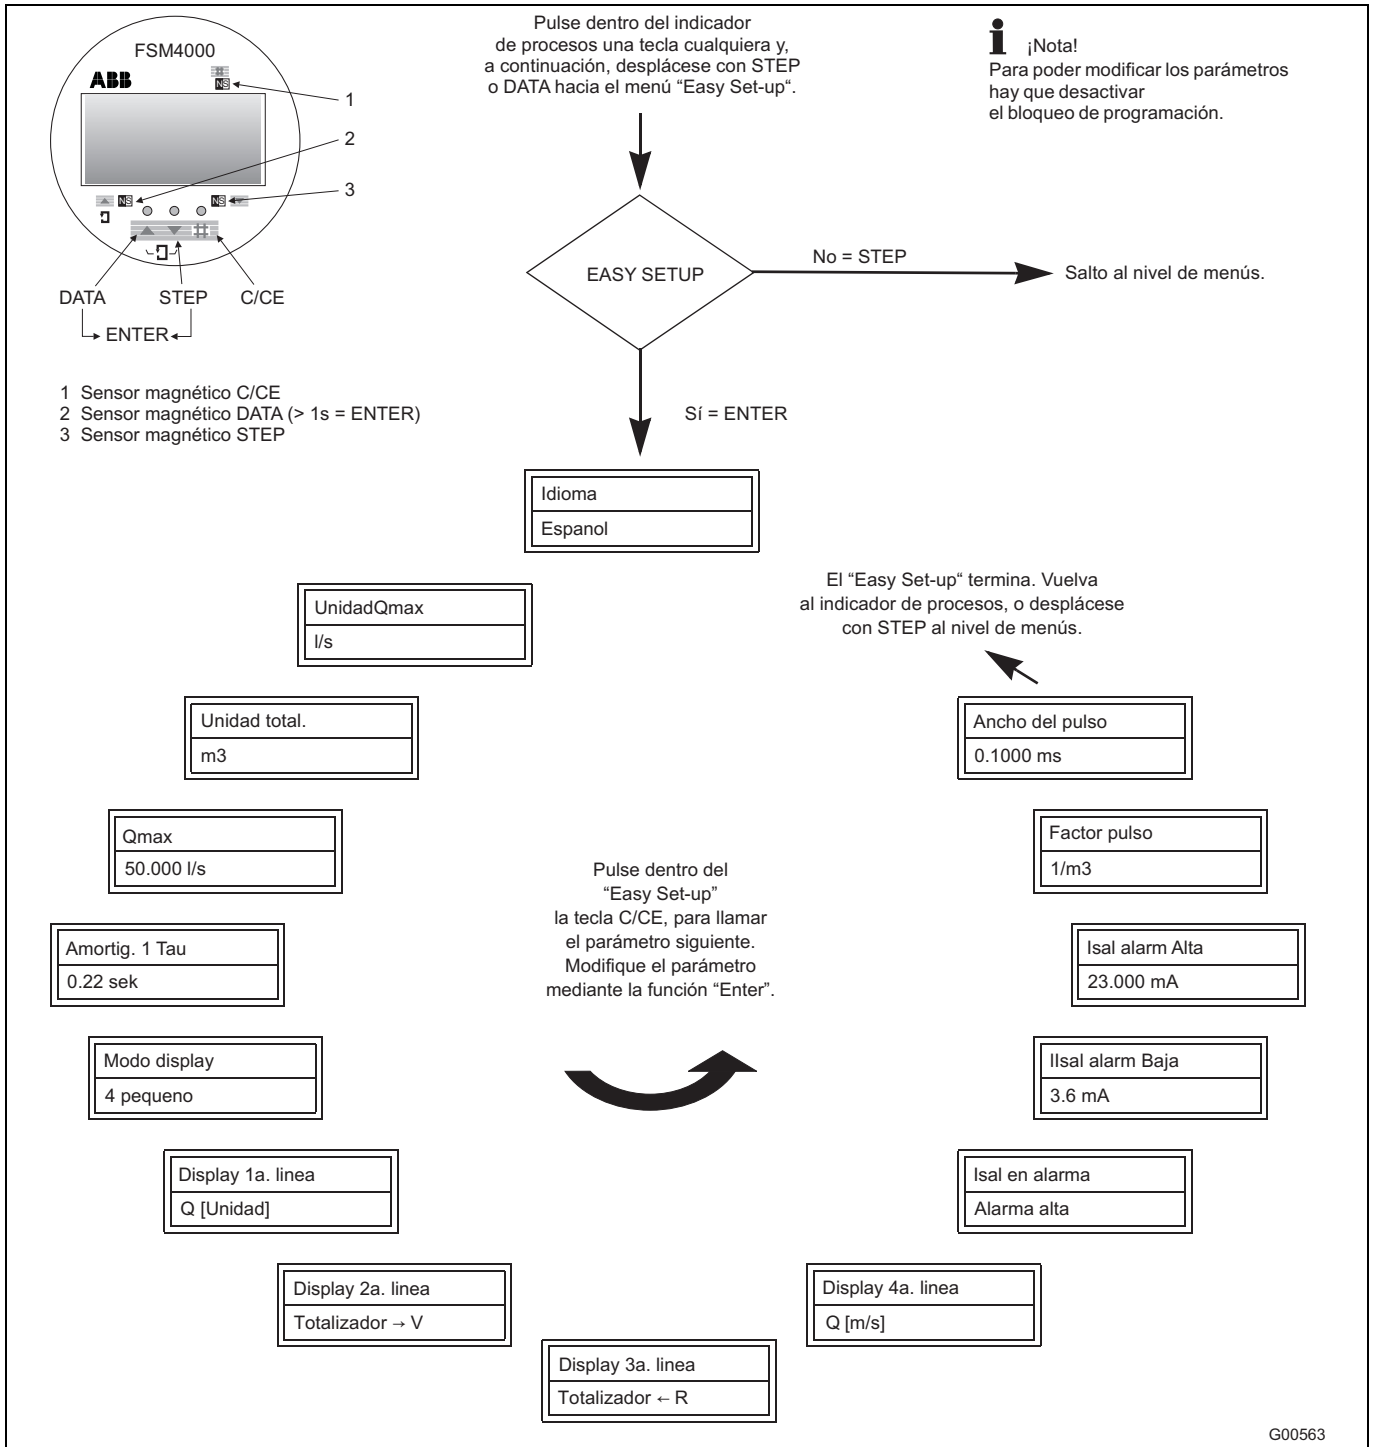 FSM4000
ABB
NS
1
2
3
NS
NS
DATA
STEP
C/CE
ENTER
1 Sensor magnético C/CE
2 Sensor magnético DATA (> 1s = ENTER)
3 Sensor magnético STEP
Pulse dentro del indicador
de procesos una tecla cualquiera y,
a continuación, desplácese con STEP
o DATA hacia el menú “Easy Set-up“.
i ¡Nota!
Para poder modificar los parámetros
hay que desactivar
el bloqueo de programación.
EASY SETUP
No = STEP
Salto al nivel de menús.
Sí = ENTER
Idioma
Espanol
UnidadQmax
l/s
Unidad total.
m3
Qmax
50.000 l/s
Amortig. 1 Tau
0.22 sek
Modo display
4 pequeno
Display 1a. linea
Q [Unidad]
Display 2a. linea
Totalizador → V
Display 3a. linea
Totalizador ← R
Display 4a. linea
Q [m/s]
Isal en alarma
Alarma alta
IIsal alarm Baja
3.6 mA
Isal alarm Alta
23.000 mA
Factor pulso
1/m3
Ancho del pulso
0.1000 ms
El “Easy Set-up“ termina. Vuelva
al indicador de procesos, o desplácese
con STEP al nivel de menús.
Pulse dentro del
“Easy Set-up”
la tecla C/CE, para llamar
el parámetro siguiente.
Modifique el parámetro
mediante la función “Enter”.
G00563